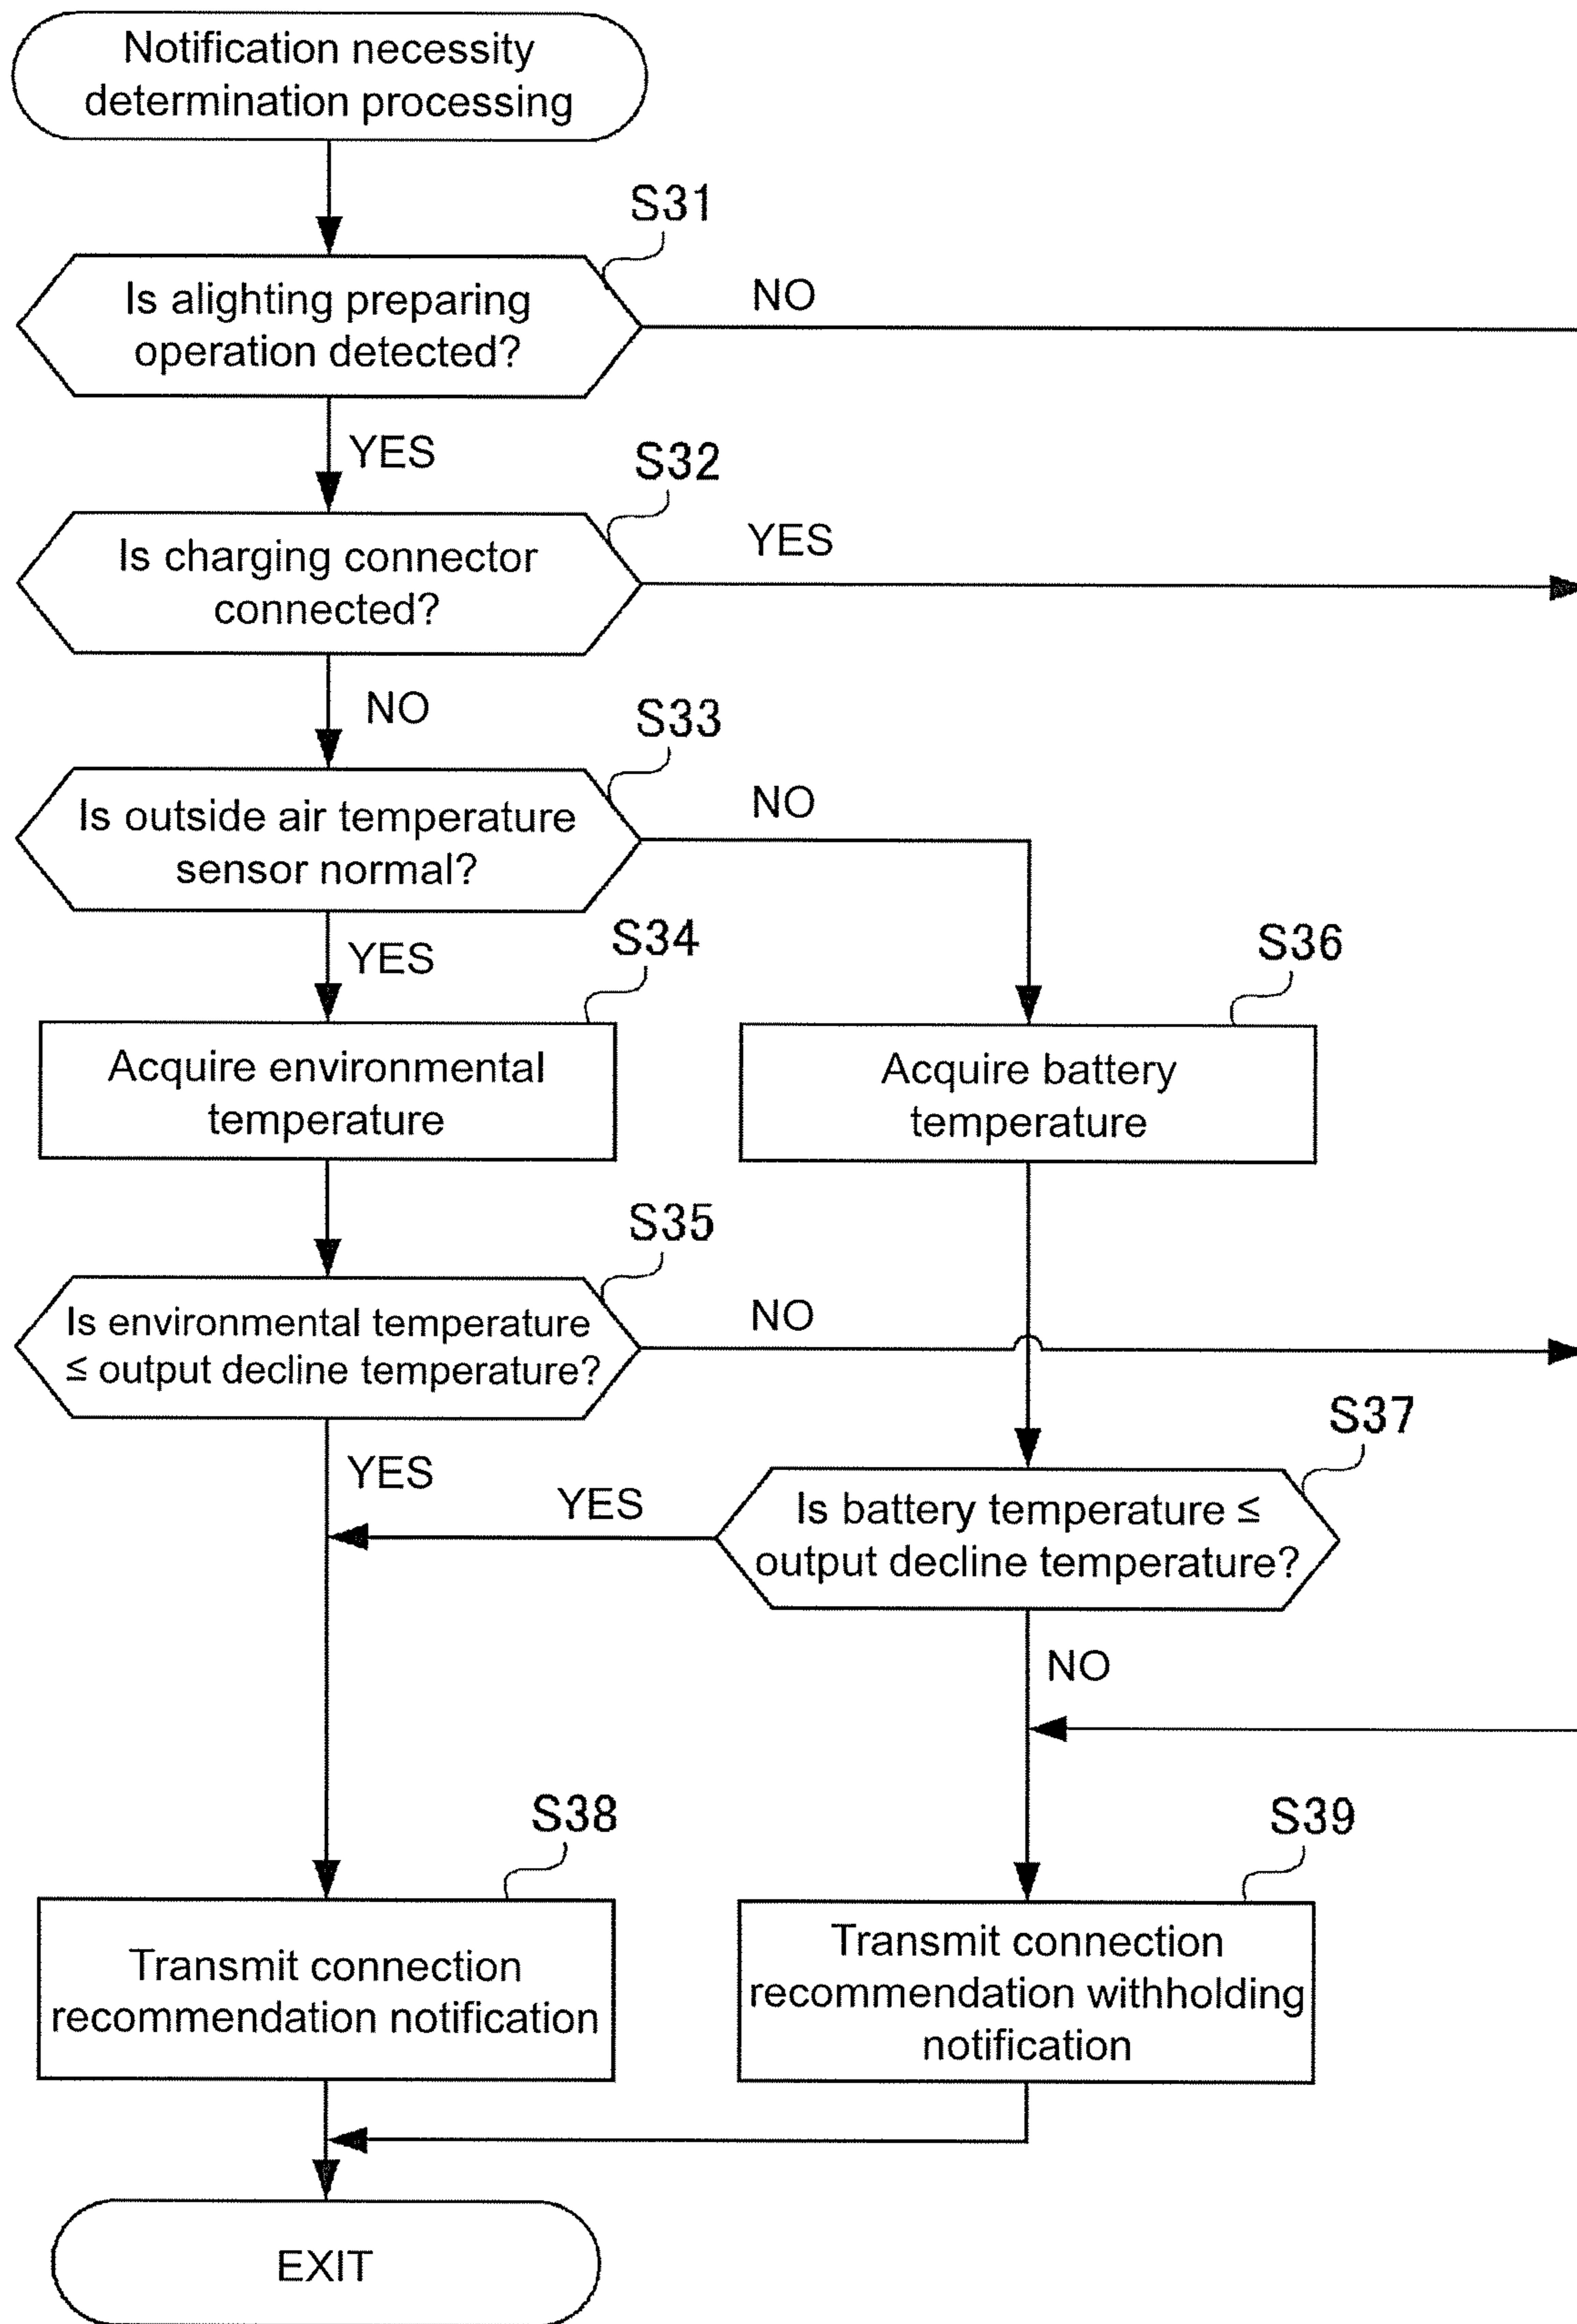 Notification necessity
determination processing
S31
Is alighting preparing
operation detected?
NO
YES
S32
Is charging connector
connected?
YES
NO
S33
Is outside air temperature
sensor normal?
NO
YES
S34
Acquire environmental
temperature
S36
Acquire battery
temperature
S35
Is environmental temperature
≤ output decline temperature?
NO
YES
S37
Is battery temperature ≤
output decline temperature?
YES
NO
S38
Transmit connection
recommendation notification
S39
Transmit connection
recommendation withholding
notification
EXIT